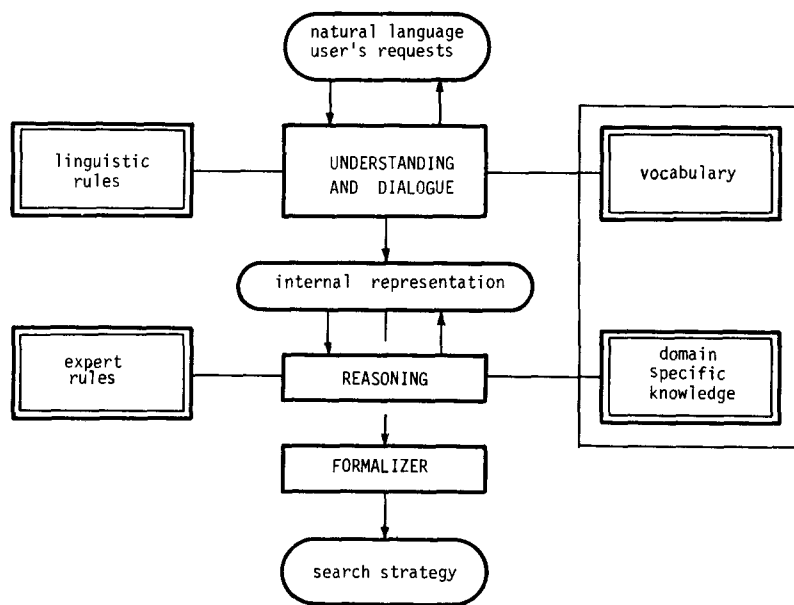 natural language
user's requests
linguistic
rules
UNDERSTANDING
AND DIALOGUE
vocabulary
internal representation
expert
rules
REASONING
domain
specific
knowledge
FORMALIZER
search strategy